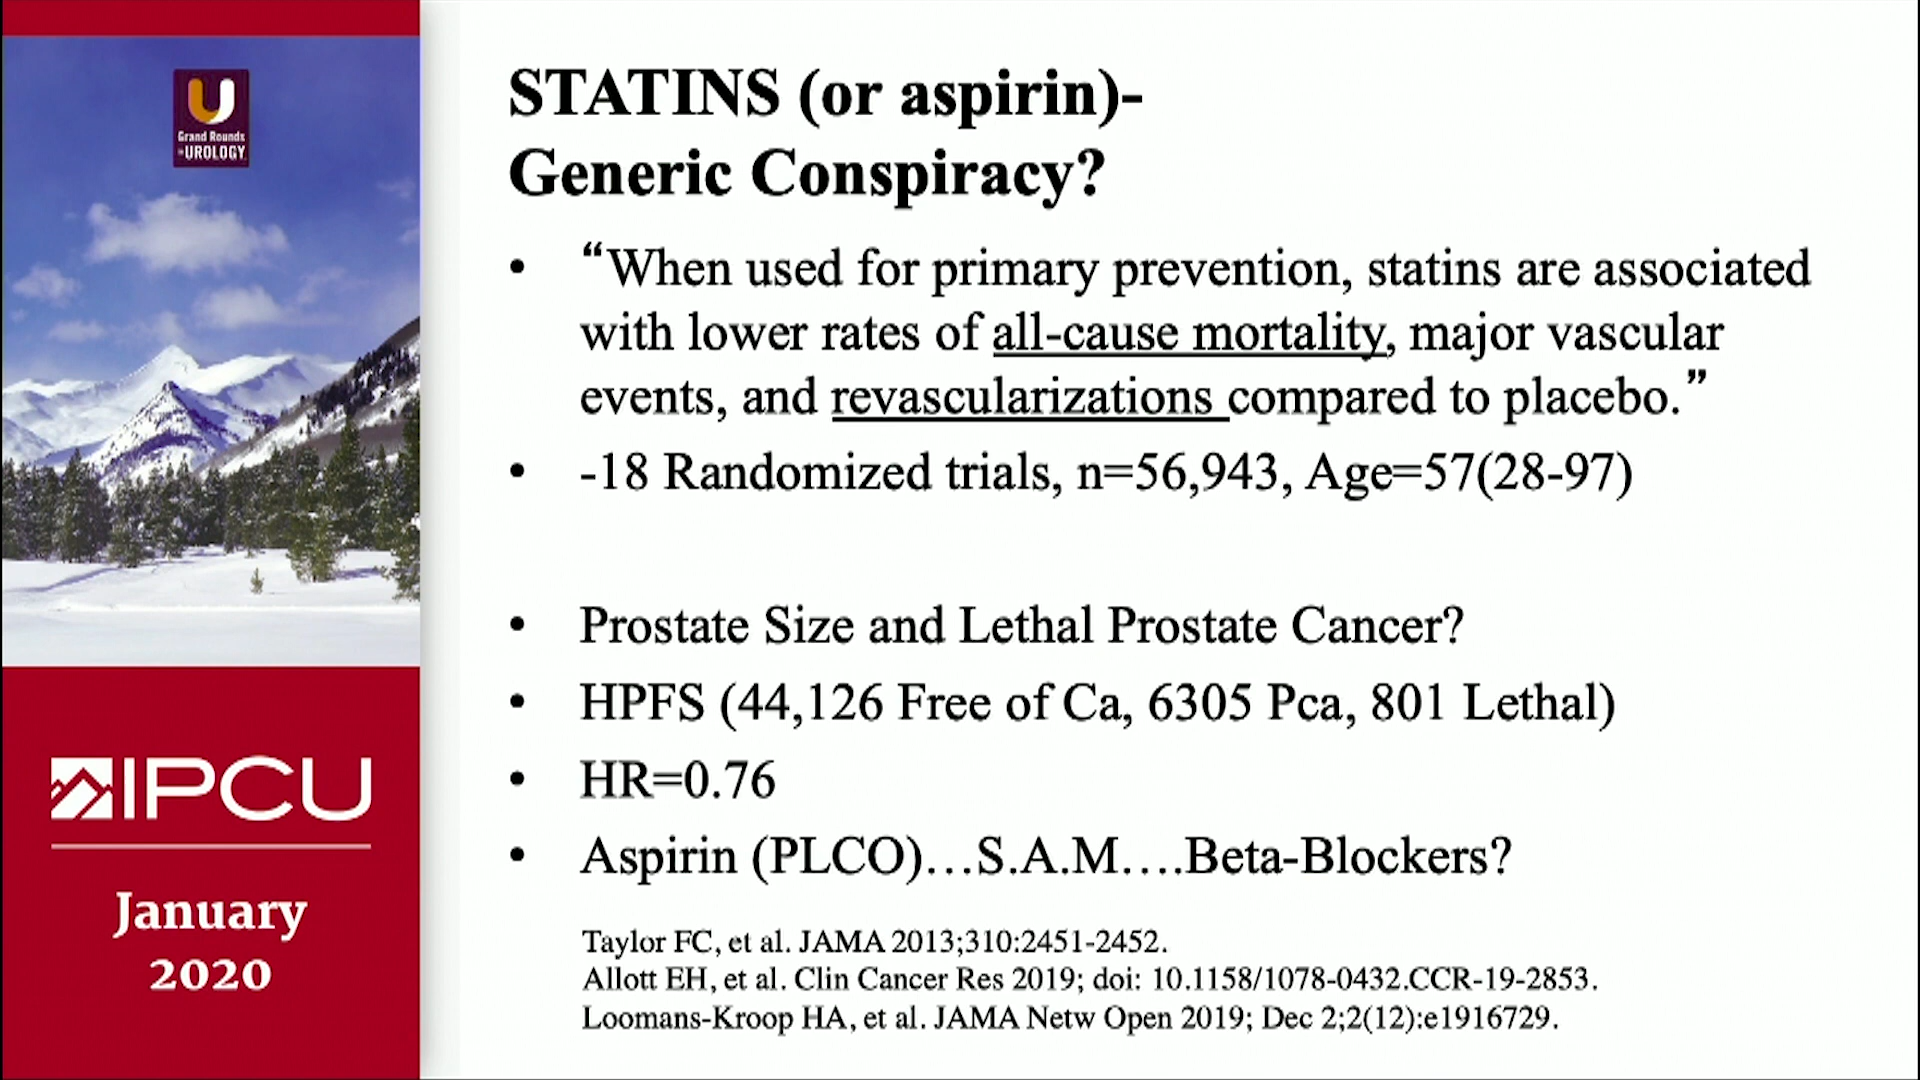 Grand Rounds
in UROLOGY
IPCU
January
2020
STATINS (or aspirin)-
Generic Conspiracy?
• “When used for primary prevention, statins are associated
with lower rates of all-cause mortality, major vascular
events, and revascularizations compared to placebo.”
• -18 Randomized trials, n=56,943, Age=57(28-97)
• Prostate Size and Lethal Prostate Cancer?
• HPFS (44,126 Free of Ca, 6305 Pca, 801 Lethal)
• HR=0.76
• Aspirin (PLCO)…S.A.M….Beta-Blockers?
Taylor FC, et al. JAMA 2013;310:2451-2452.
Allott EH, et al. Clin Cancer Res 2019; doi: 10.1158/1078-0432.CCR-19-2853.
Loomans-Kroop HA, et al. JAMA Netw Open 2019; Dec 2;2(12):e1916729.